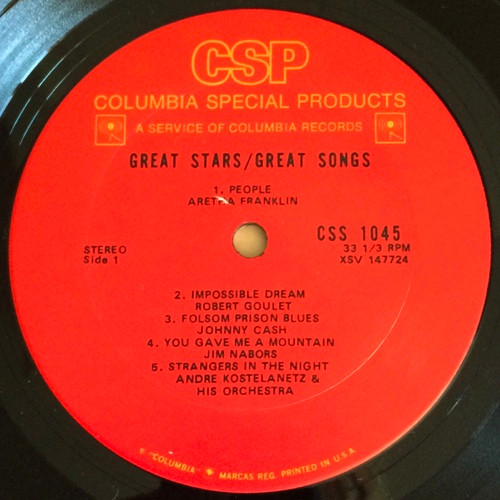 CSP
COLUMBIA SPECIAL PRODUCTS
A SERVICE OF COLUMBIA RECORDS
GREAT STARS/GREAT SONGS
1. PEOPLE
ARETHA FRANKLIN
CSS 1045
33 1/3 RPM
XSV 147724
STEREO
Side 1
2. IMPOSSIBLE DREAM
ROBERT GOULET
3. FOLSOM PRISON BLUES
JOHNNY CASH
4. YOU GAVE ME A MOUNTAIN
JIM NABORS
5. STRANGERS IN THE NIGHT
ANDRE KOSTELANETZ &
HIS ORCHESTRA
"COLUMBIA" MARCAS REG. PRINTED IN U.S.A.